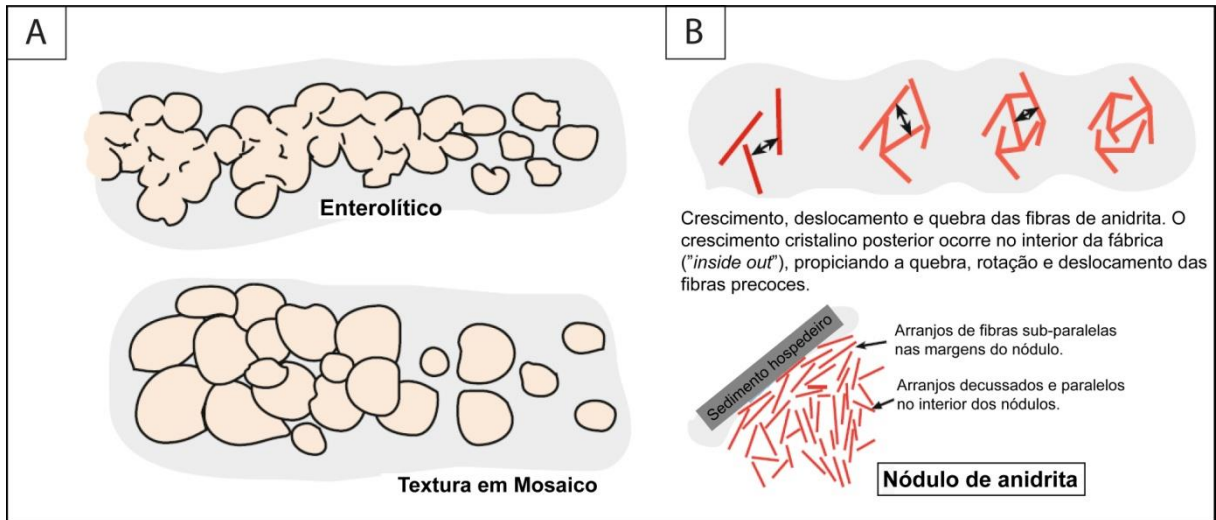 A
Enterolítico
Textura em Mosaico
B
Crescimento, deslocamento e quebra das fibras de anidrita. O
crescimento cristalino posterior ocorre no interior da fábrica
("inside out"), propiciando a quebra, rotação e deslocamento das
fibras precoces.
Sedimento hospedeiro
Arranjos de fibras sub-paralelas
nas margens do nódulo.
Arranjos decussados e paralelos
no interior dos nódulos.
Nódulo de anidrita